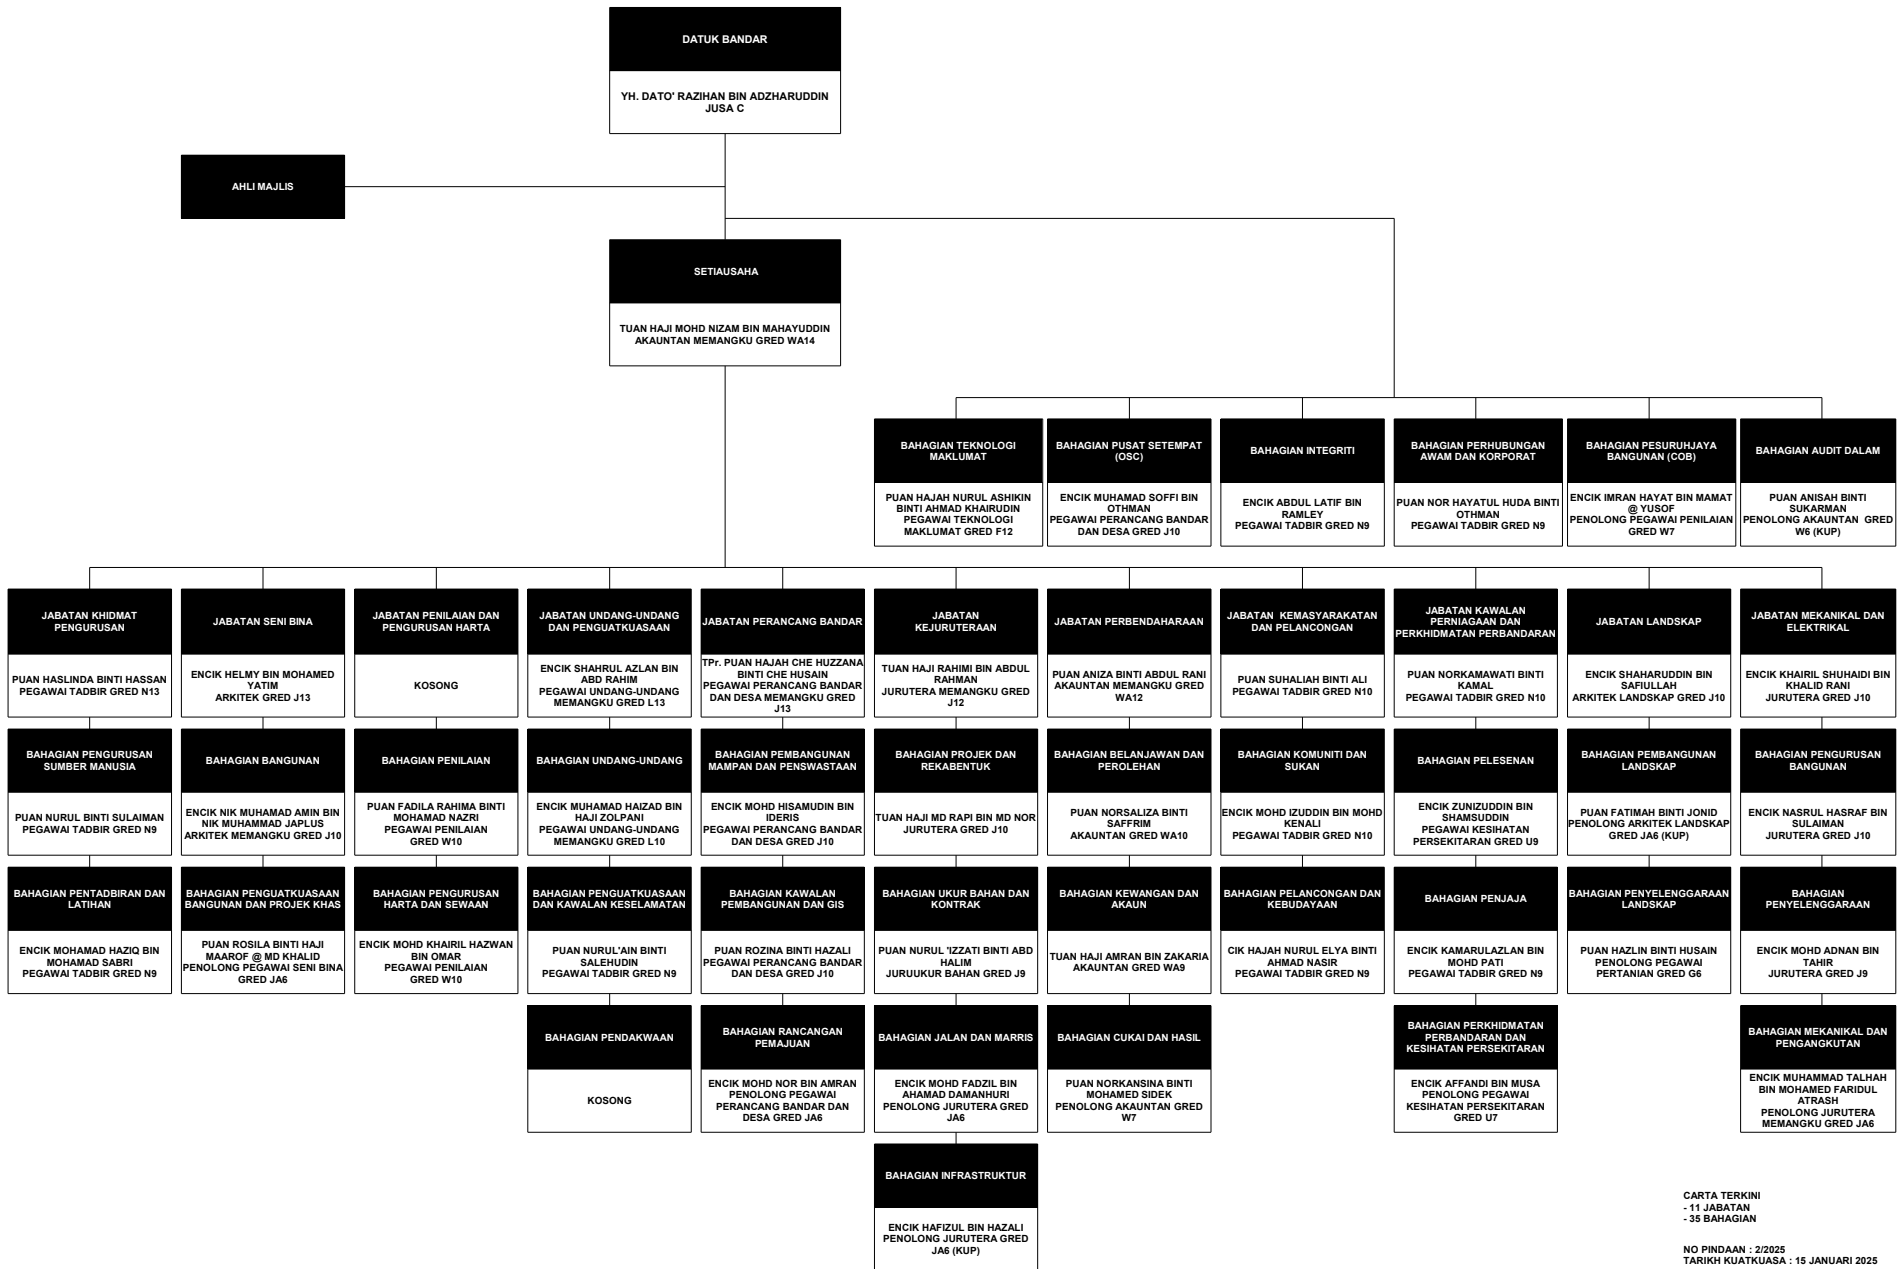 DATUK BANDAR
YH. DATO' RAZIHAN BIN ADZHARUDDIN
JUSA C
AHLI MAJLIS
SETIAUSAHA
TUAN HAJI MOHD NIZAM BIN MAHAYUDDIN
AKAUNTAN MEMANGKU GRED WA14
BAHAGIAN TEKNOLOGI
MAKLUMAT
PUAN HAJAH NURUL ASHIKIN
BINTI AHMAD KHAIRUDIN
PEGAWAI TEKNOLOGI
MAKLUMAT GRED F12
BAHAGIAN PUSAT SETEMPAT
(OSC)
ENCIK MUHAMAD SOFFI BIN
OTHMAN
PEGAWAI PERANCANG BANDAR
DAN DESA GRED J10
BAHAGIAN INTEGRITI
ENCIK ABDUL LATIF BIN
RAMLEY
PEGAWAI TADBIR GRED N9
BAHAGIAN PERHUBUNGAN
AWAM DAN KORPORAT
PUAN NOR HAYATUL HUDA BINTI
OTHMAN
PEGAWAI TADBIR GRED N9
BAHAGIAN PESURUHJAYA
BANGUNAN (COB)
ENCIK IMRAN HAYAT BIN MAMAT
@ YUSOF
PENOLONG PEGAWAI PENILAIAN
GRED W7
BAHAGIAN AUDIT DALAM
PUAN ANISAH BINTI
SUKARMAN
PENOLONG AKAUNTAN  GRED
W6 (KUP)
JABATAN KHIDMAT
PENGURUSAN
PUAN HASLINDA BINTI HASSAN
PEGAWAI TADBIR GRED N13
JABATAN SENI BINA
ENCIK HELMY BIN MOHAMED
YATIM
ARKITEK GRED J13
JABATAN PENILAIAN DAN
PENGURUSAN HARTA
KOSONG
JABATAN UNDANG-UNDANG
DAN PENGUATKUASAAN
ENCIK SHAHRUL AZLAN BIN
ABD RAHIM
PEGAWAI UNDANG-UNDANG
MEMANGKU GRED L13
JABATAN PERANCANG BANDAR
TPr. PUAN HAJAH CHE HUZZANA
BINTI CHE HUSAIN
PEGAWAI PERANCANG BANDAR
DAN DESA MEMANGKU GRED
J13
JABATAN
KEJURUTERAAN
TUAN HAJI RAHIMI BIN ABDUL
RAHMAN
JURUTERA MEMANGKU GRED
J12
JABATAN PERBENDAHARAAN
PUAN ANIZA BINTI ABDUL RANI
AKAUNTAN MEMANGKU GRED
WA12
JABATAN  KEMASYARAKATAN
DAN PELANCONGAN
PUAN SUHALIAH BINTI ALI
PEGAWAI TADBIR GRED N10
JABATAN KAWALAN
PERNIAGAAN DAN
PERKHIDMATAN PERBANDARAN
PUAN NORKAMAWATI BINTI
KAMAL
PEGAWAI TADBIR GRED N10
JABATAN LANDSKAP
ENCIK SHAHARUDDIN BIN
SAFIULLAH
ARKITEK LANDSKAP GRED J10
JABATAN MEKANIKAL DAN
ELEKTRIKAL
ENCIK KHAIRIL SHUHAIDI BIN
KHALID RANI
JURUTERA GRED J10
BAHAGIAN PENGURUSAN
SUMBER MANUSIA
PUAN NURUL BINTI SULAIMAN
PEGAWAI TADBIR GRED N9
BAHAGIAN BANGUNAN
ENCIK NIK MUHAMAD AMIN BIN
NIK MUHAMMAD JAPLUS
ARKITEK MEMANGKU GRED J10
BAHAGIAN PENILAIAN
PUAN FADILA RAHIMA BINTI
MOHAMAD NAZRI
PEGAWAI PENILAIAN
GRED W10
BAHAGIAN UNDANG-UNDANG
ENCIK MUHAMAD HAIZAD BIN
HAJI ZOLPANI
PEGAWAI UNDANG-UNDANG
MEMANGKU GRED L10
BAHAGIAN PEMBANGUNAN
MAMPAN DAN PENSWASTAAN
ENCIK MOHD HISAMUDIN BIN
IDERIS
PEGAWAI PERANCANG BANDAR
DAN DESA GRED J10
BAHAGIAN PROJEK DAN
REKABENTUK
TUAN HAJI MD RAPI BIN MD NOR
JURUTERA GRED J10
BAHAGIAN BELANJAWAN DAN
PEROLEHAN
PUAN NORSALIZA BINTI
SAFFRIM
AKAUNTAN GRED WA10
BAHAGIAN KOMUNITI DAN
SUKAN
ENCIK MOHD IZUDDIN BIN MOHD
KENALI
PEGAWAI TADBIR GRED N10
BAHAGIAN PELESENAN
ENCIK ZUNIZUDDIN BIN
SHAMSUDDIN
PEGAWAI KESIHATAN
PERSEKITARAN GRED U9
BAHAGIAN PEMBANGUNAN
LANDSKAP
PUAN FATIMAH BINTI JONID
PENOLONG ARKITEK LANDSKAP
GRED JA6 (KUP)
BAHAGIAN PENGURUSAN
BANGUNAN
ENCIK NASRUL HASRAF BIN
SULAIMAN
JURUTERA GRED J10
BAHAGIAN PENTADBIRAN DAN
LATIHAN
ENCIK MOHAMAD HAZIQ BIN
MOHAMAD SABRI
PEGAWAI TADBIR GRED N9
BAHAGIAN PENGUATKUASAAN
BANGUNAN DAN PROJEK KHAS
PUAN ROSILA BINTI HAJI
MAAROF @ MD KHALID
PENOLONG PEGAWAI SENI BINA
GRED JA6
BAHAGIAN PENGURUSAN
HARTA DAN SEWAAN
ENCIK MOHD KHAIRIL HAZWAN
BIN OMAR
PEGAWAI PENILAIAN
GRED W10
BAHAGIAN PENGUATKUASAAN
DAN KAWALAN KESELAMATAN
PUAN NURUL'AIN BINTI
SALEHUDIN
PEGAWAI TADBIR GRED N9
BAHAGIAN KAWALAN
PEMBANGUNAN DAN GIS
PUAN ROZINA BINTI HAZALI
PEGAWAI PERANCANG BANDAR
DAN DESA GRED J10
BAHAGIAN UKUR BAHAN DAN
KONTRAK
PUAN NURUL 'IZZATI BINTI ABD
HALIM
JURUUKUR BAHAN GRED J9
BAHAGIAN KEWANGAN DAN
AKAUN
TUAN HAJI AMRAN BIN ZAKARIA
AKAUNTAN GRED WA9
BAHAGIAN PELANCONGAN DAN
KEBUDAYAAN
CIK HAJAH NURUL ELYA BINTI
AHMAD NASIR
PEGAWAI TADBIR GRED N9
BAHAGIAN PENJAJA
ENCIK KAMARULAZLAN BIN
MOHD PATI
PEGAWAI TADBIR GRED N9
BAHAGIAN PENYELENGGARAAN
LANDSKAP
PUAN HAZLIN BINTI HUSAIN
PENOLONG PEGAWAI
PERTANIAN GRED G6
BAHAGIAN
PENYELENGGARAAN
ENCIK MOHD ADNAN BIN
TAHIR
JURUTERA GRED J9
BAHAGIAN PENDAKWAAN
KOSONG
BAHAGIAN RANCANGAN
PEMAJUAN
ENCIK MOHD NOR BIN AMRAN
PENOLONG PEGAWAI
PERANCANG BANDAR DAN
DESA GRED JA6
BAHAGIAN JALAN DAN MARRIS
ENCIK MOHD FADZIL BIN
AHAMAD DAMANHURI
PENOLONG JURUTERA GRED
JA6
BAHAGIAN CUKAI DAN HASIL
PUAN NORKANSINA BINTI
MOHAMED SIDEK
PENOLONG AKAUNTAN GRED
W7
BAHAGIAN PERKHIDMATAN
PERBANDARAN DAN
KESIHATAN PERSEKITARAN
ENCIK AFFANDI BIN MUSA
PENOLONG PEGAWAI
KESIHATAN PERSEKITARAN
GRED U7
BAHAGIAN MEKANIKAL DAN
PENGANGKUTAN
ENCIK MUHAMMAD TALHAH
BIN MOHAMED FARIDUL
ATRASH
PENOLONG JURUTERA
MEMANGKU GRED JA6
BAHAGIAN INFRASTRUKTUR
ENCIK HAFIZUL BIN HAZALI
PENOLONG JURUTERA GRED
JA6 (KUP)
CARTA TERKINI
- 11 JABATAN
- 35 BAHAGIAN
NO PINDAAN : 2/2025
TARIKH KUATKUASA : 15 JANUARI 2025